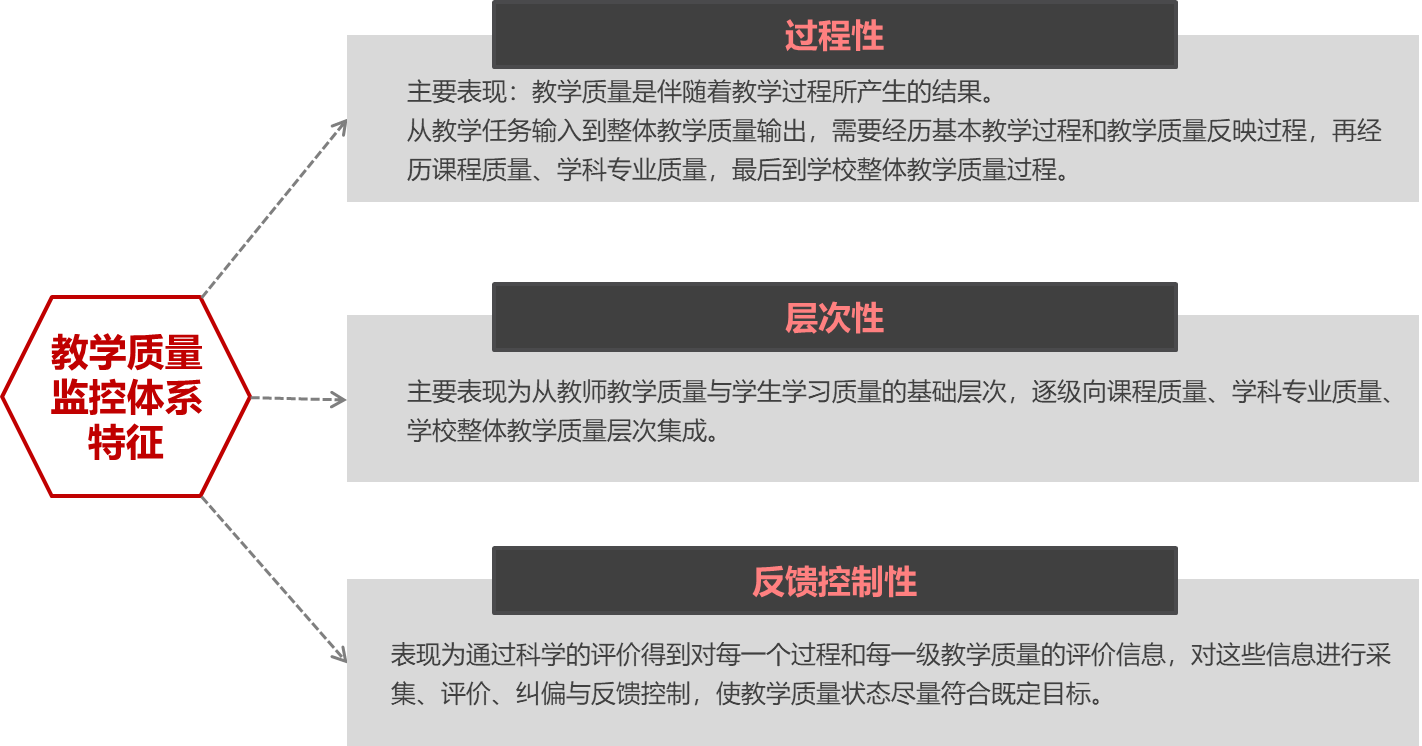 教学质量
监控体系
特征
过程性
主要表现：教学质量是伴随着教学过程所产生的结果。
从教学任务输入到整体教学质量输出，需要经历基本教学过程和教学质量反映过程，再经
历课程质量、学科专业质量，最后到学校整体教学质量过程。
层次性
主要表现为从教师教学质量与学生学习质量的基础层次，逐级向课程质量、学科专业质量、
学校整体教学质量层次集成。
反馈控制性
表现为通过科学的评价得到对每一个过程和每一级教学质量的评价信息，对这些信息进行采
集、评价、纠偏与反馈控制，使教学质量状态尽量符合既定目标。